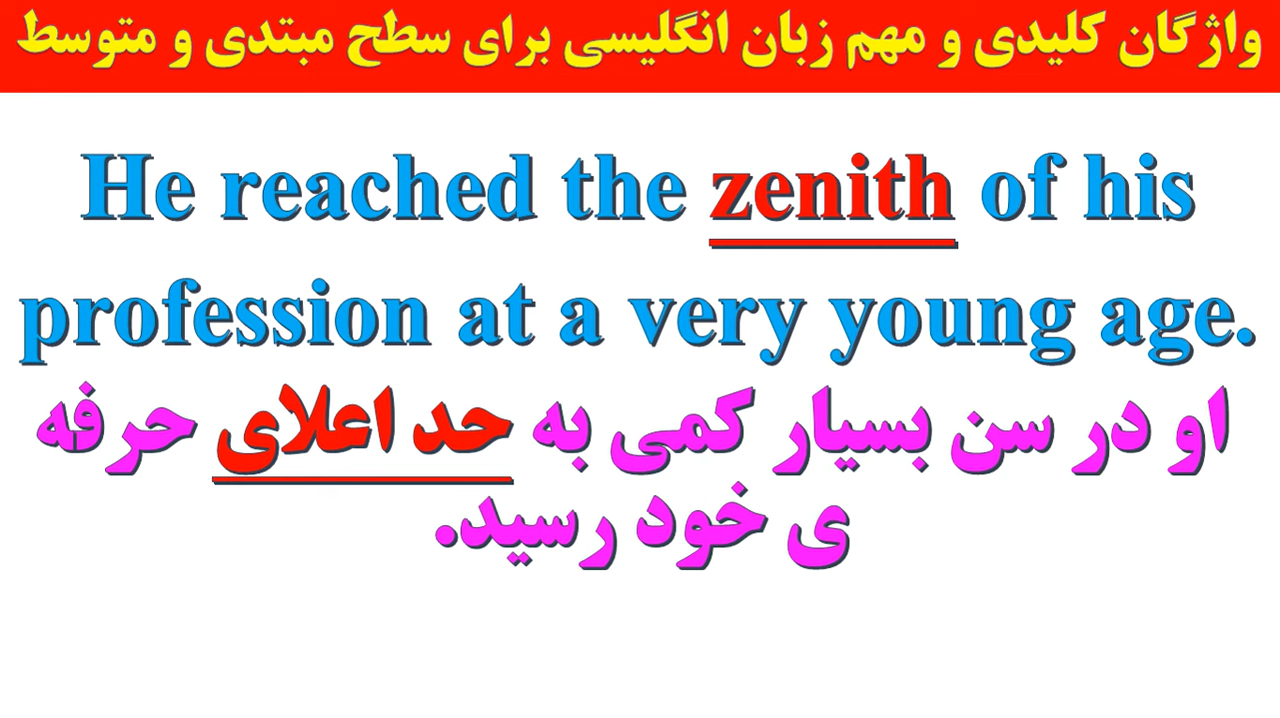 واژگان کلیدی و مهم زبان انگلیسی برای سطح مبتدی و متوسط
He reached the zenith of his
profession at a very young age.
او در سن بسیار کمی به حد اعلای حرفه
ی خود رسید.